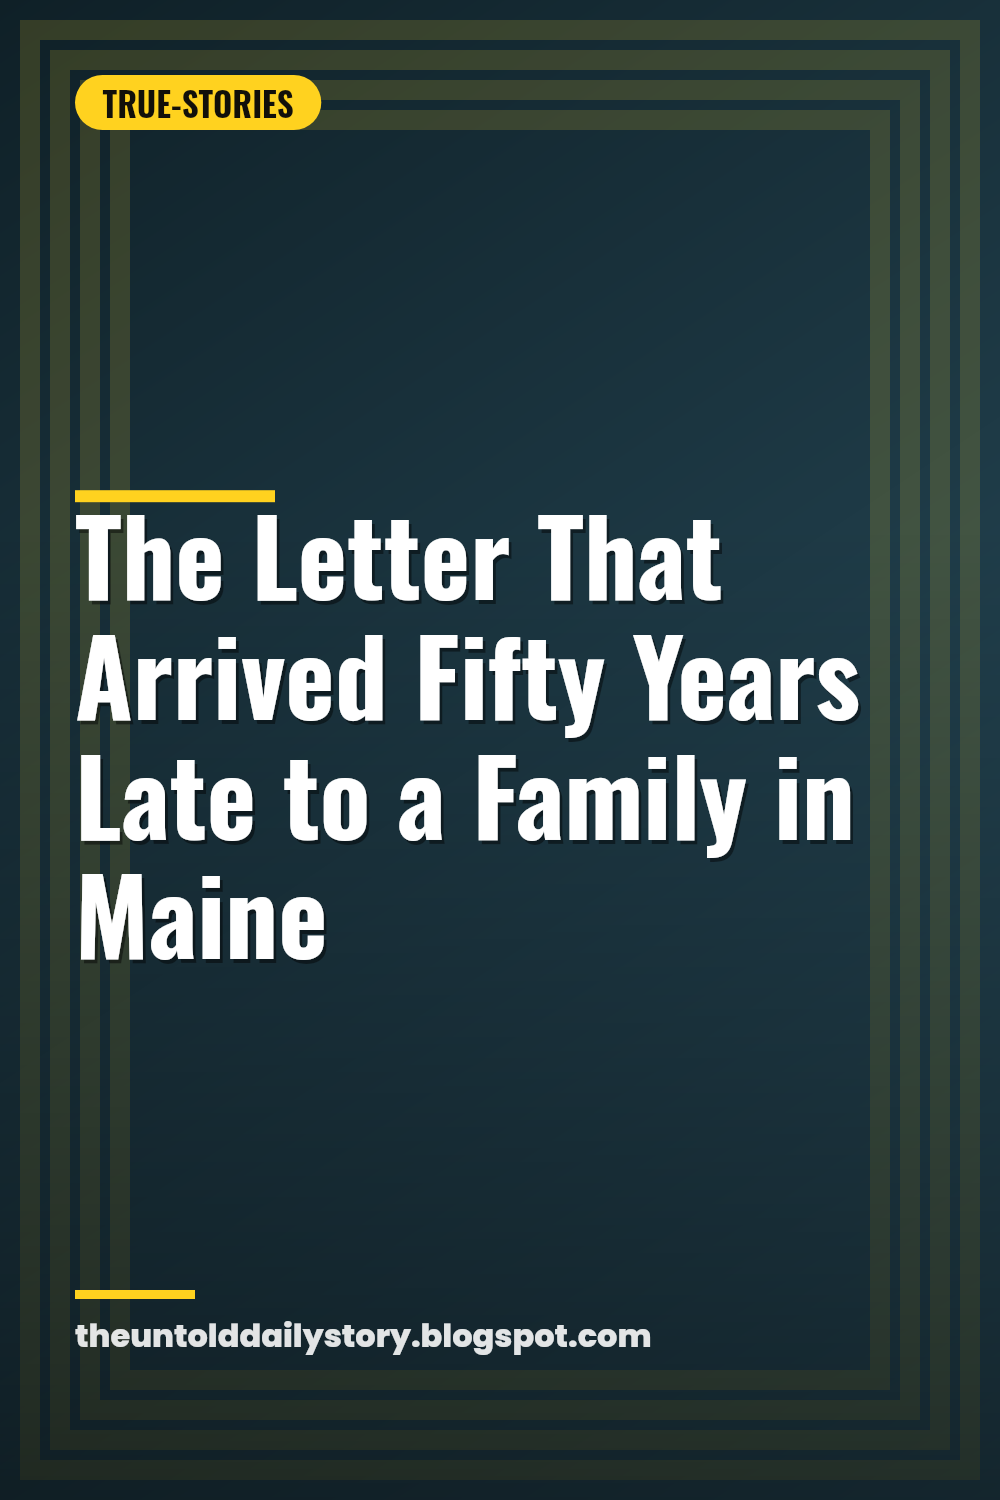 TRUE-STORIES
The Letter That
Arrived Fifty Years
Late to a Family in
Maine
theuntolddailystory.blogspot.com